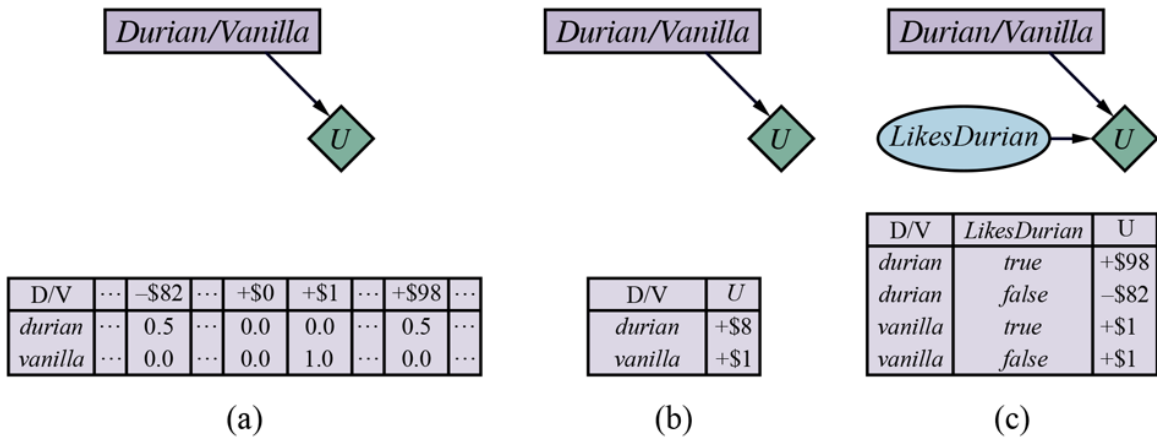 Durian/Vanilla
U
D/V ⋯ –$82 ⋯ +$0 +$1 ⋯ +$98 ⋯
durian ⋯ 0.5 ⋯ 0.0 0.0 ⋯ 0.5 ⋯
vanilla ⋯ 0.0 ⋯ 0.0 1.0 ⋯ 0.0 ⋯
(a)
Durian/Vanilla
U
D/V U
durian +$8
vanilla +$1
(b)
Durian/Vanilla
LikesDurian U
D/V LikesDurian U
durian true +$98
durian false –$82
vanilla true +$1
vanilla false +$1
(c)